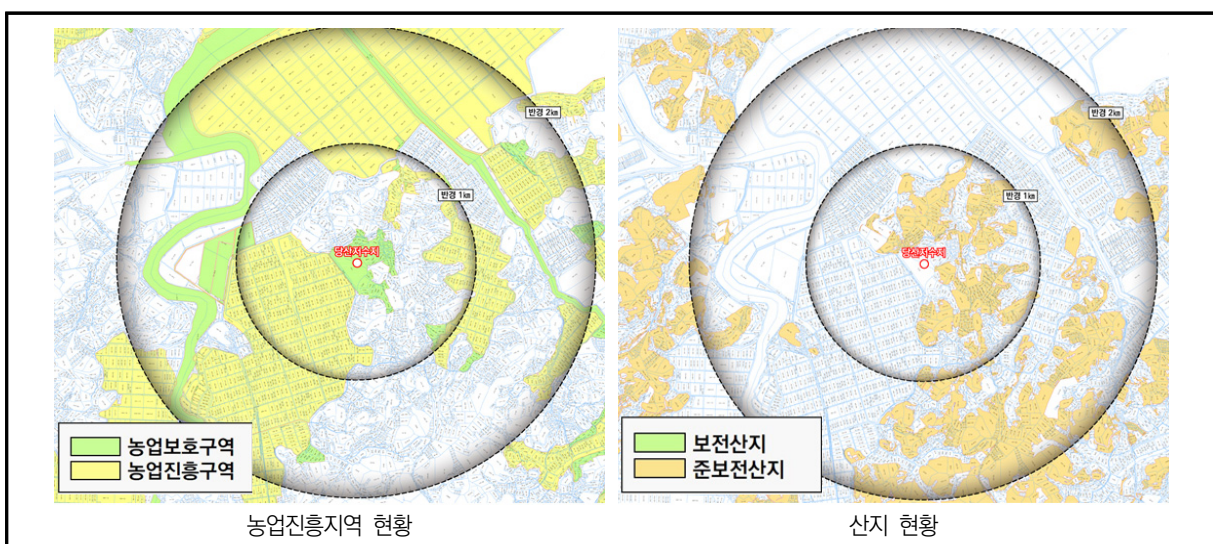 반경 2㎞
반경 1㎞
당산저수지
농업보호구역
농업진흥구역
농업진흥지역 현황
반경 2㎞
반경 1㎞
당산저수지
보전산지
준보전산지
산지 현황